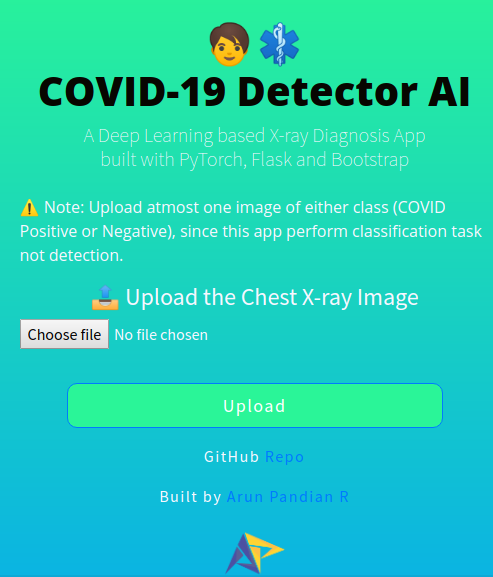 COVID-19 Detector AI
A Deep Learning based X-ray Diagnosis App
built with PyTorch, Flask and Bootstrap
Note: Upload atmost one image of either class (COVID
Positive or Negative), since this app perform classification task
not detection.
Upload the Chest X-ray Image
Choose file No file chosen
Upload
GitHub Repo
Built by Arun Pandian R